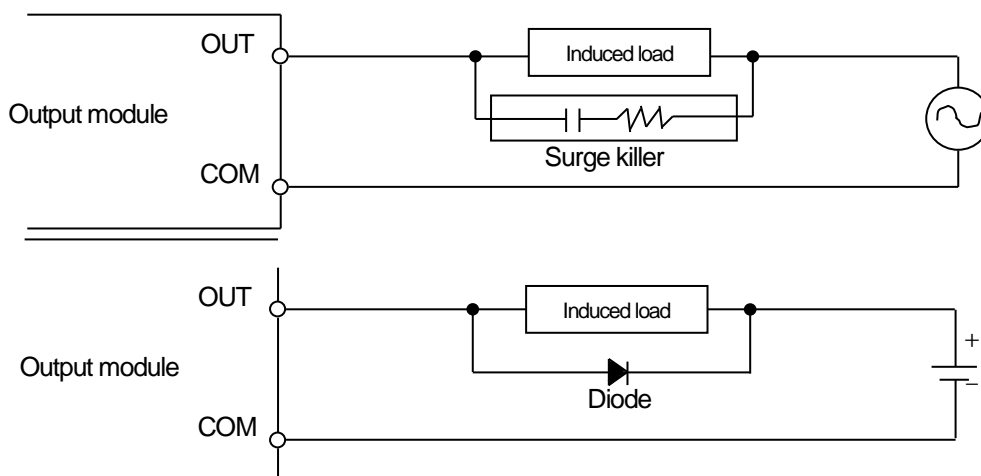 OUT
Induced load
Output module
Surge killer
COM
OUT
Induced load
+
Output module
−
Diode
COM